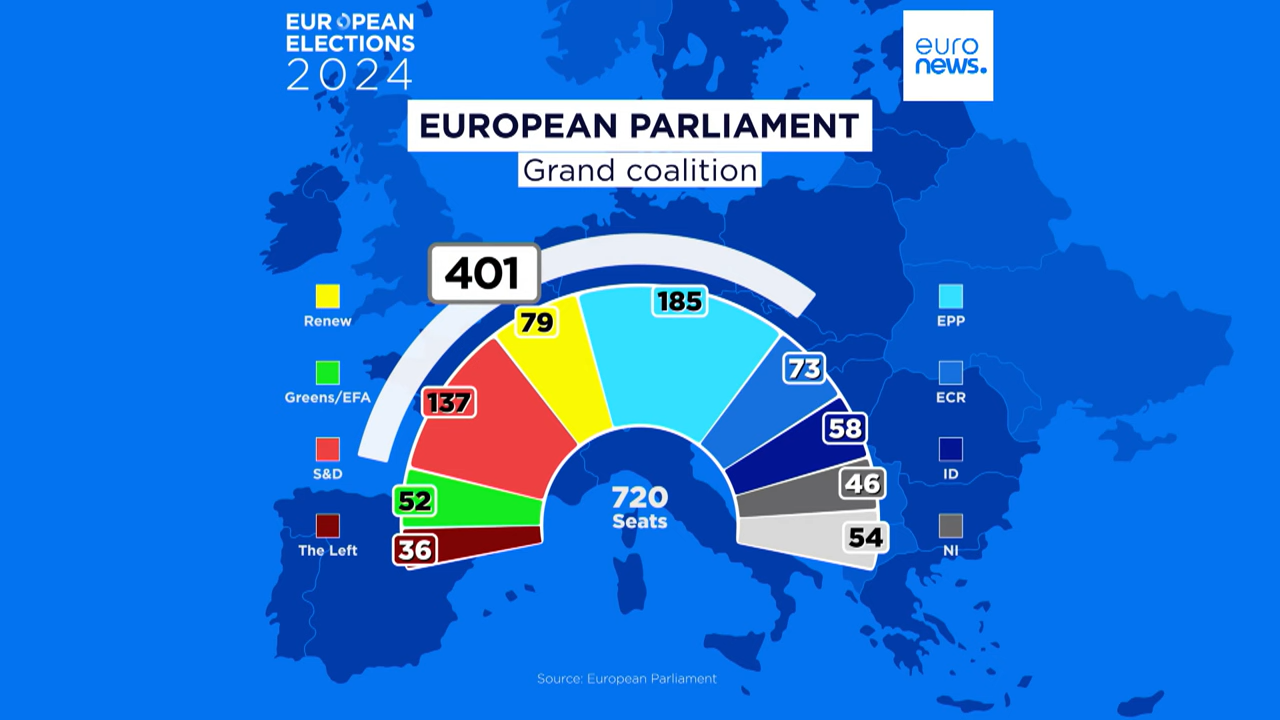 EUROPEAN
ELECTIONS
2024
euro
news.
EUROPEAN PARLIAMENT
Grand coalition
401
185
79
73
137
58
46
52
54
36
720
Seats
Renew
Greens/EFA
S&D
The Left
EPP
ECR
ID
NI
Source: European Parliament